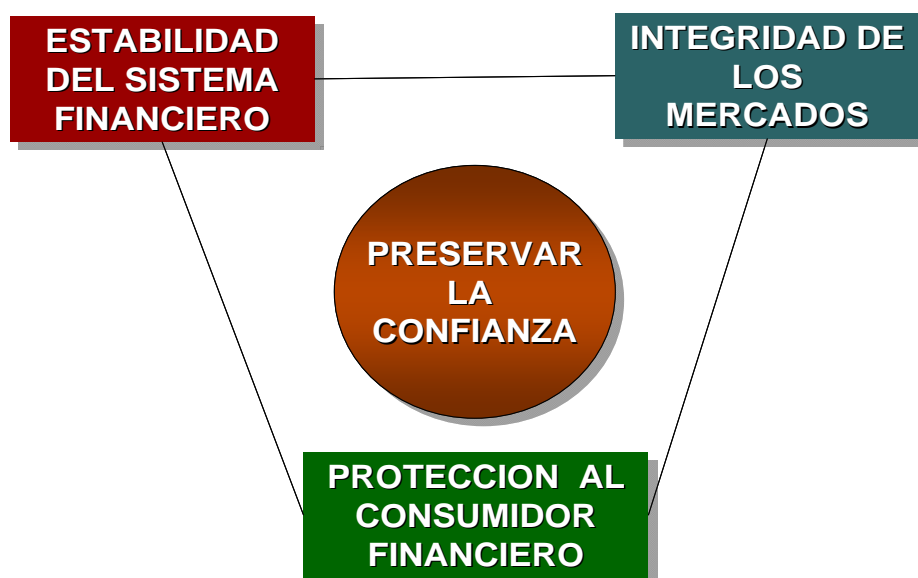 ESTABILIDAD
DEL SISTEMA
FINANCIERO
INTEGRIDAD DE
LOS
MERCADOS
PRESERVAR
LA
CONFIANZA
PROTECCION AL
CONSUMIDOR
FINANCIERO